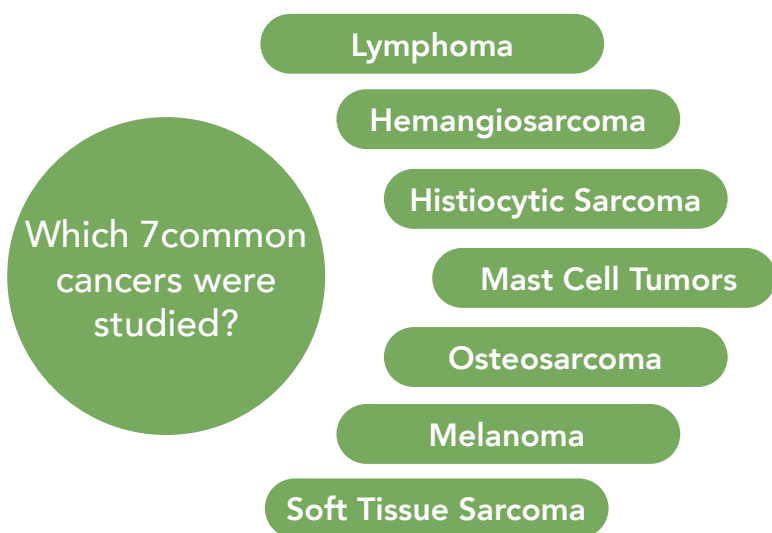 Which 7common
cancers were
studied?
Lymphoma
Hemangiosarcoma
Histiocytic Sarcoma
Mast Cell Tumors
Osteosarcoma
Melanoma
Soft Tissue Sarcoma